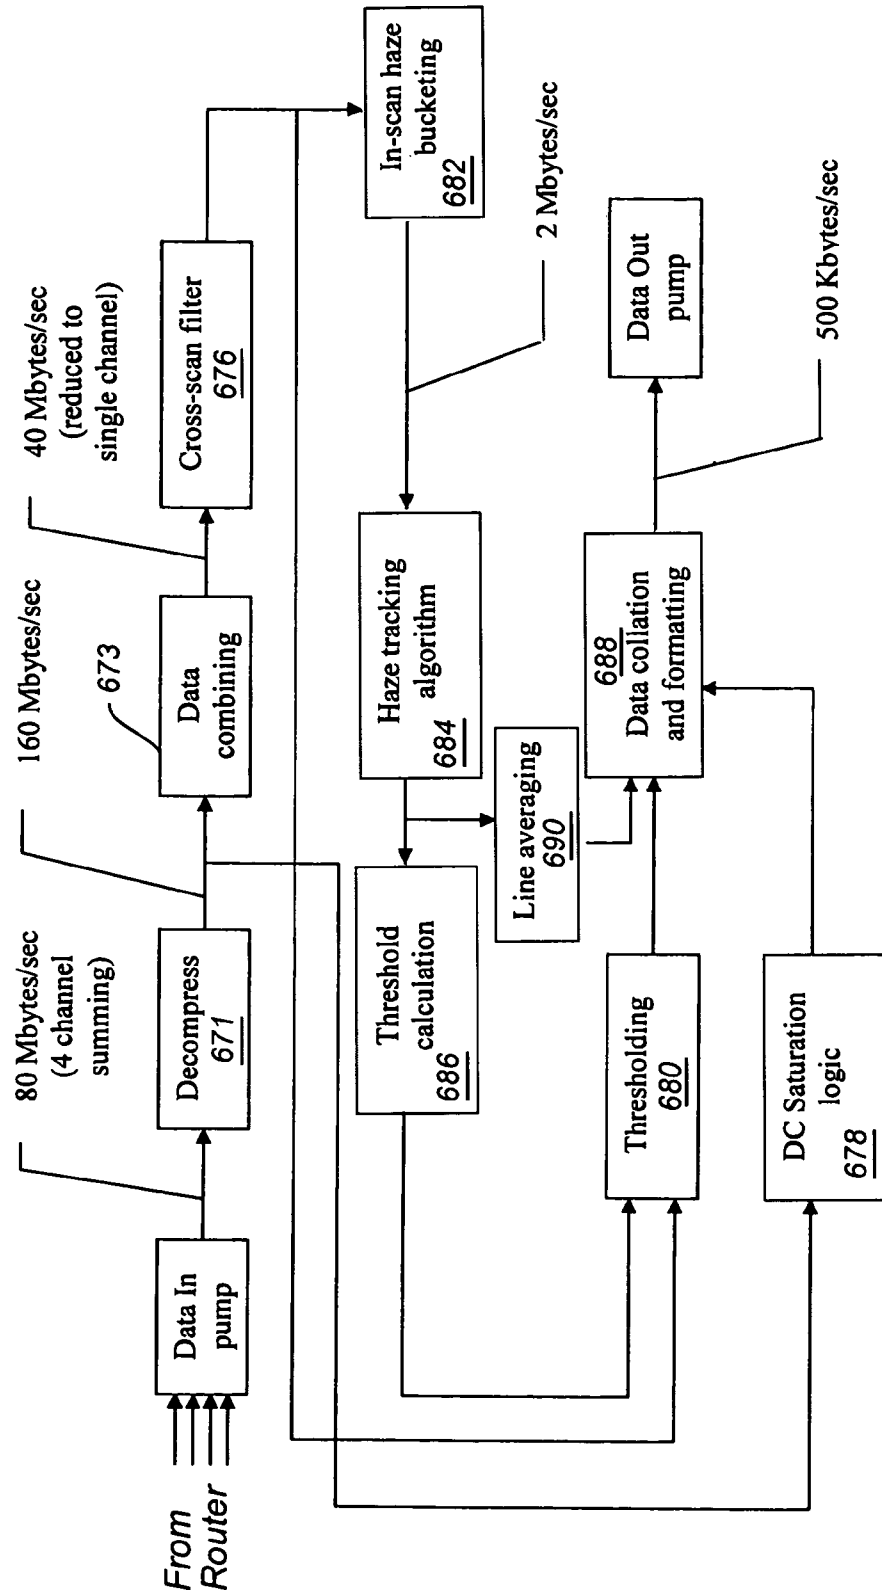 From
Router
Data In
pump
80 Mbytes/sec
(4 channel
summing)
Decompress
671
160 Mbytes/sec
673
Data
combining
40 Mbytes/sec
(reduced to
single channel)
Cross-scan filter
676
In-scan haze
bucketing
682
2 Mbytes/sec
Haze tracking
algorithm
684
Threshold
calculation
686
Line averaging
690
Thresholding
680
DC Saturation
logic
678
688
Data collation
and formatting
500 Kbytes/sec
Data Out
pump